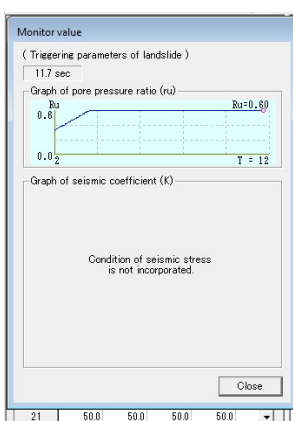 Monitor value
( Triggering parameters of landslide )
11.7 sec
Graph of pore pressure ratio (ru)
Ru Ru=0.60
0.6
0.0 2 T = 12
Graph of seismic coefficient (K)
Condition of seismic stress
is not incorporated.
Close
21 50.0 50.0 50.0 50.0